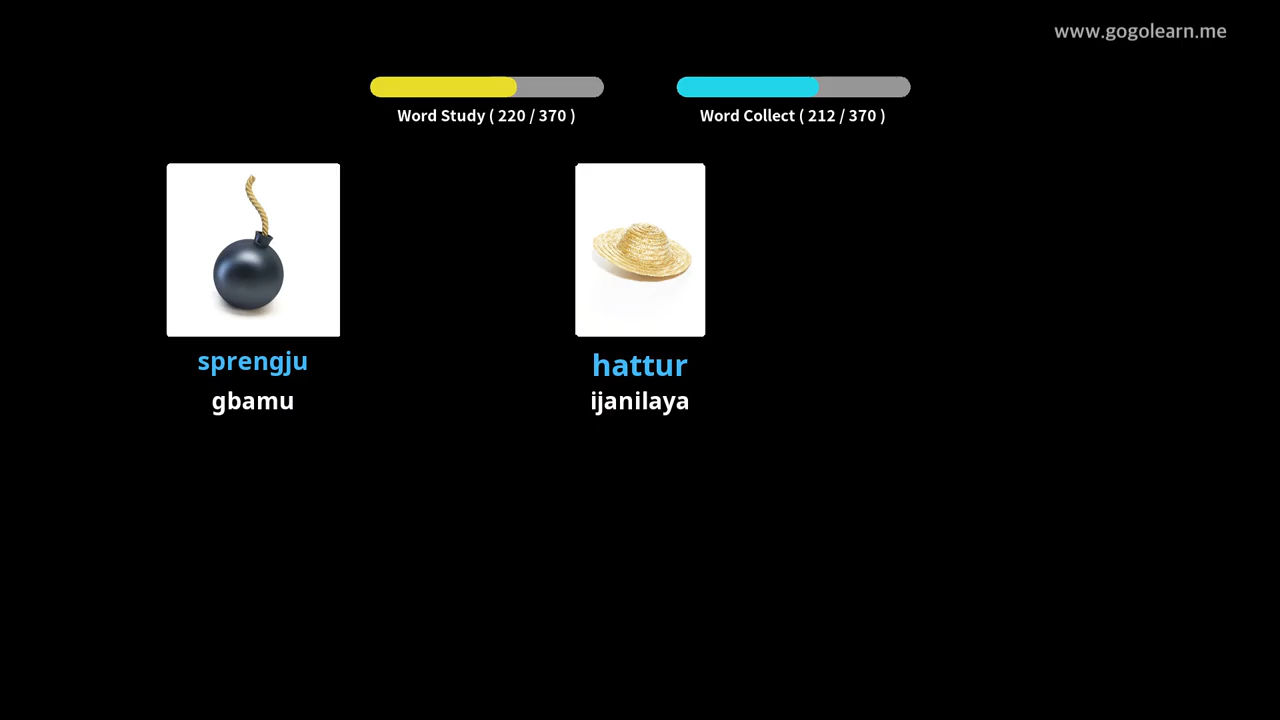 www.gogolearn.me
Word Study ( 220 / 370 )
Word Collect ( 212 / 370 )
sprengju
gbamu
hattur
ijanilaya